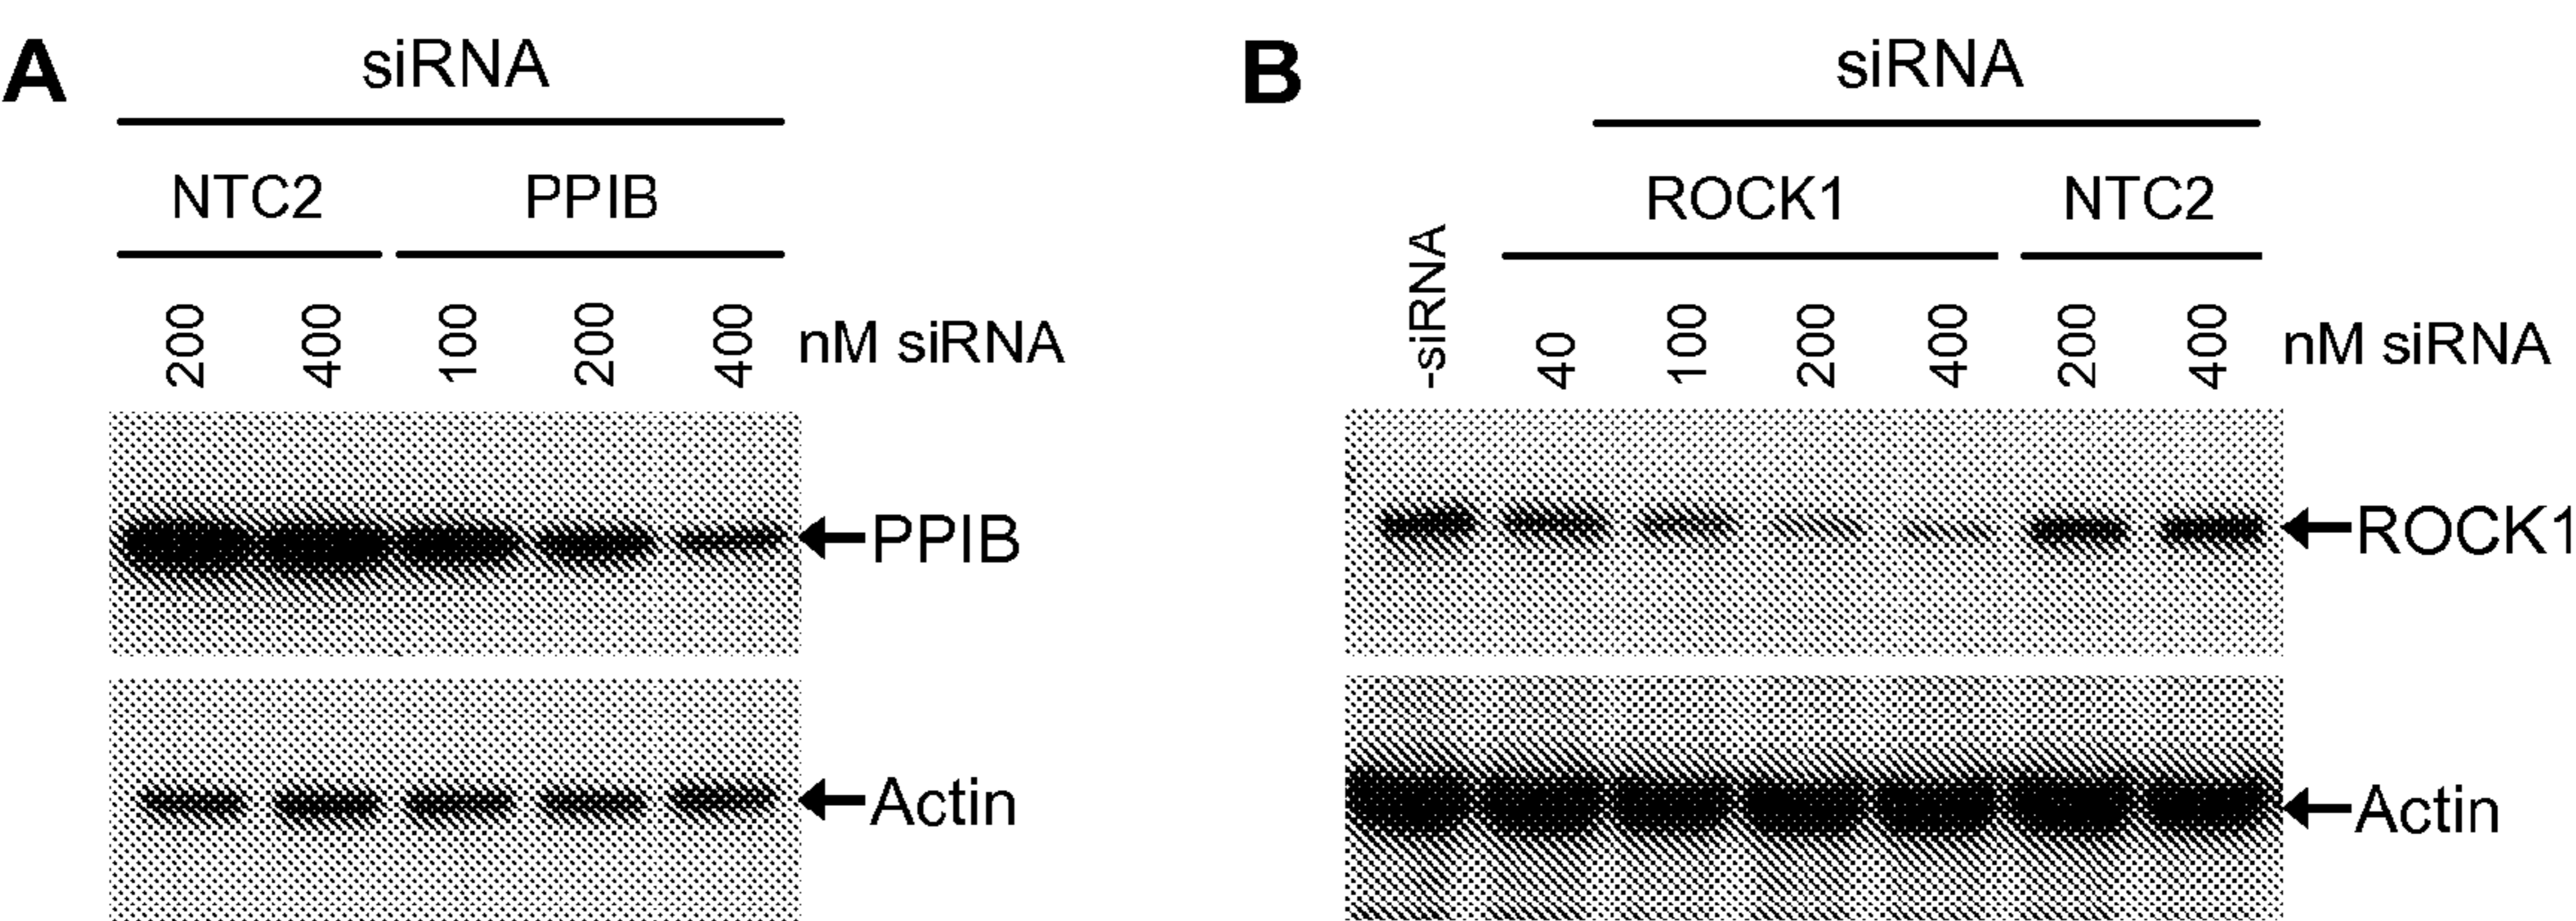 A
siRNA
NTC2 PPIB
200 400 100 200 400 nM siRNA
PPIB
Actin
B
siRNA
ROCK1 NTC2
-siRNA 40 100 200 400 200 400 nM siRNA
ROCK1
Actin